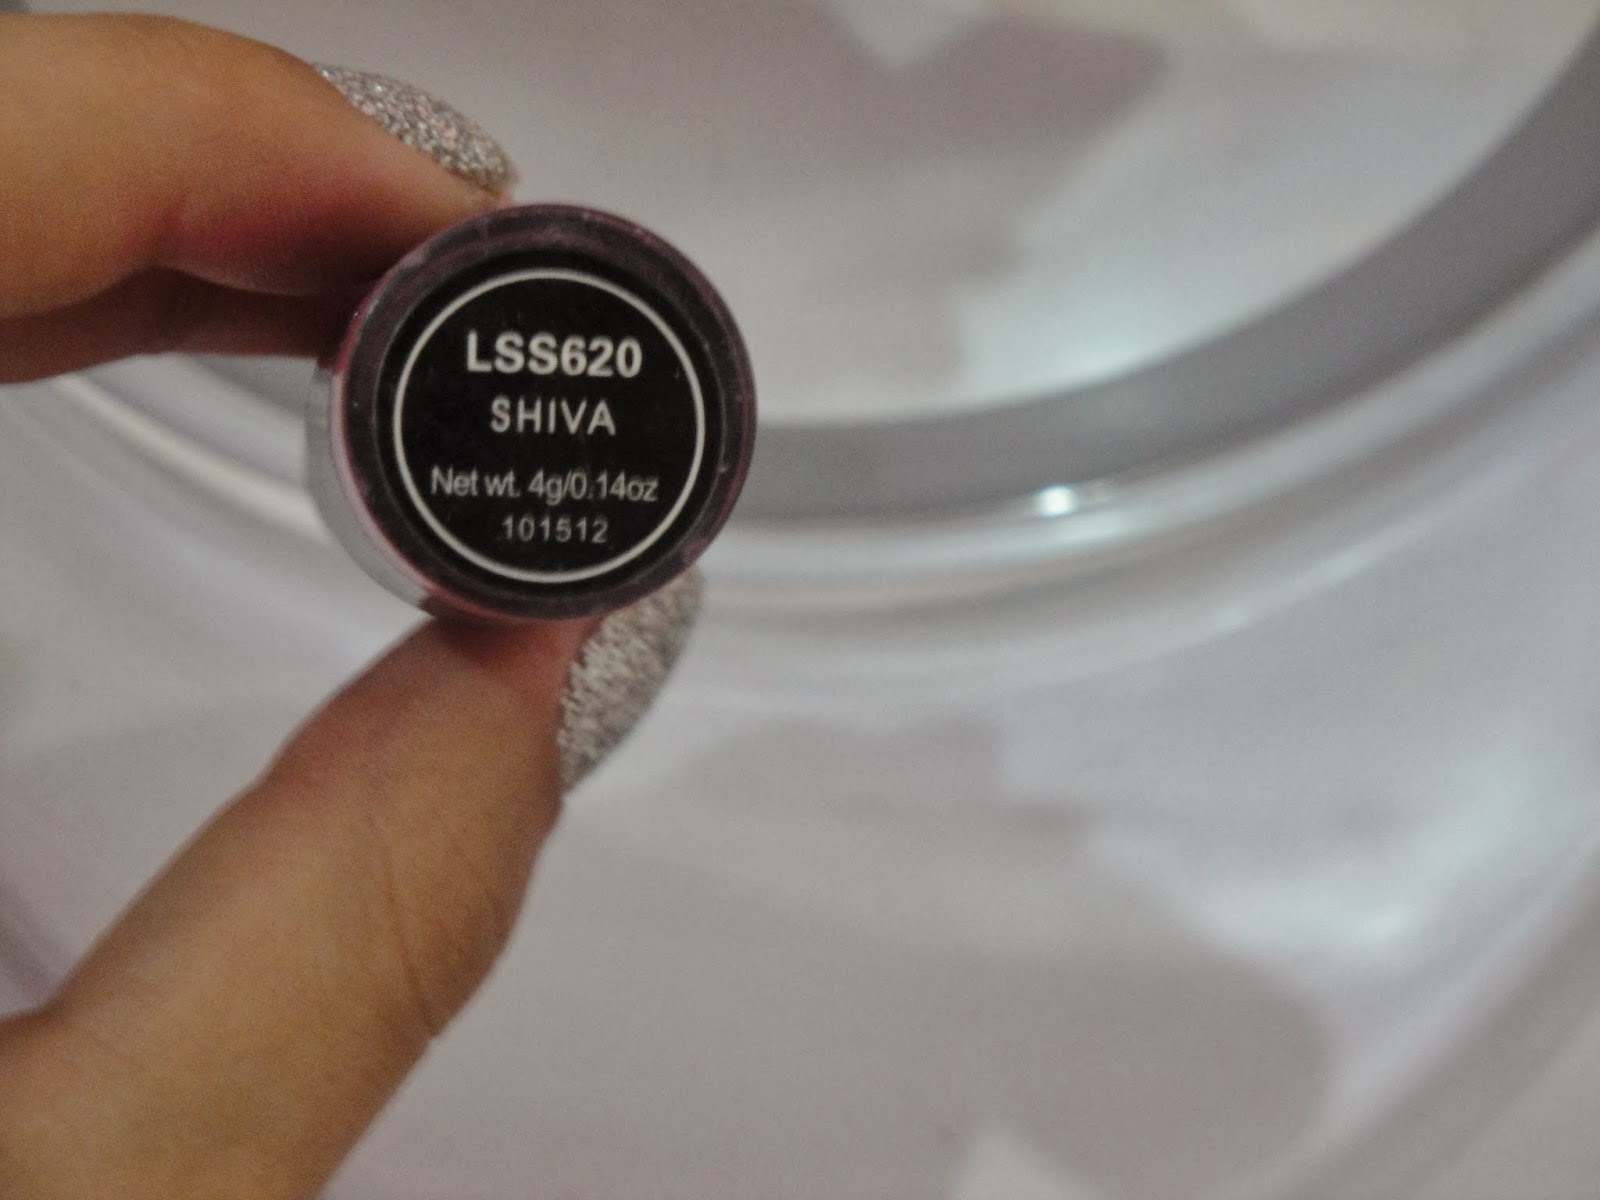 LSS620
SHIVA
Net wt. 4g/0.14oz
101512